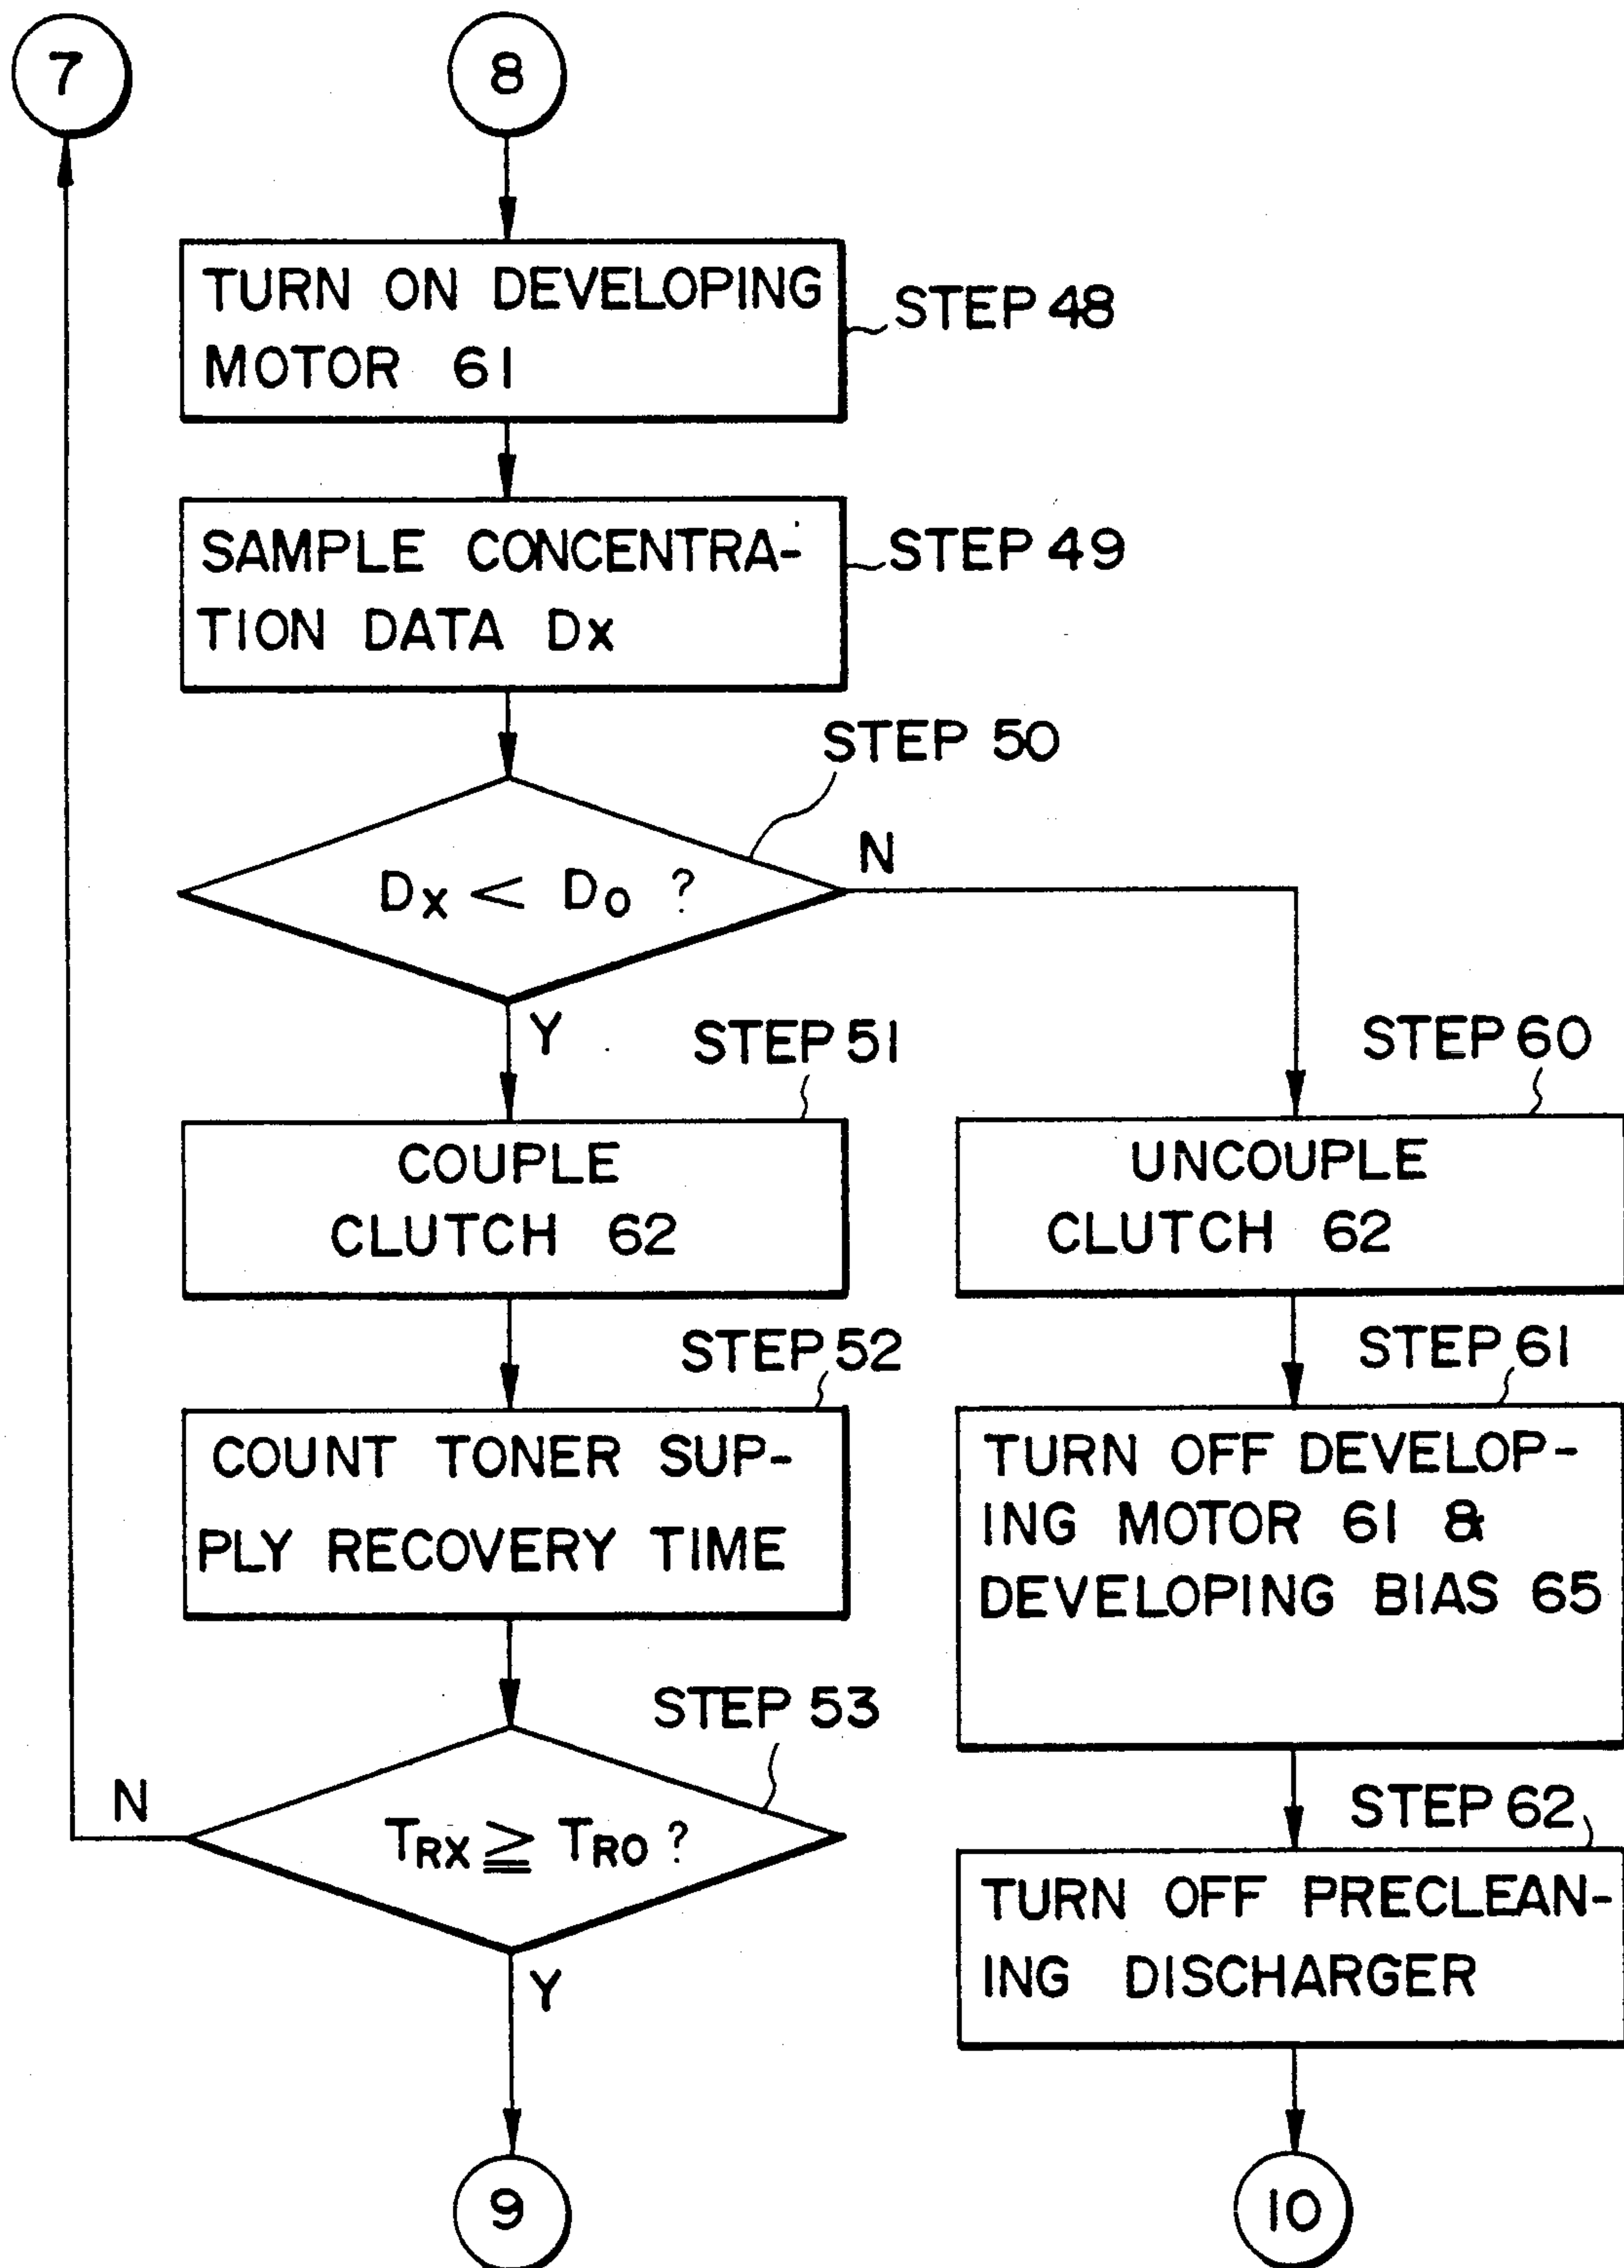 7
8
TURN ON DEVELOPING
MOTOR 61
STEP 48
SAMPLE CONCENTRA-
TION DATA Dx
STEP 49
STEP 50
Dx < Do ?
N
Y
STEP 51
COUPLE
CLUTCH 62
STEP 60
UNCOUPLE
CLUTCH 62
STEP 52
COUNT TONER SUP-
PLY RECOVERY TIME
STEP 61
TURN OFF DEVELOP-
ING MOTOR 61 &
DEVELOPING BIAS 65
STEP 53
TRX ≧ TRO ?
N
Y
STEP 62
TURN OFF PRECLEAN-
ING DISCHARGER
9
10